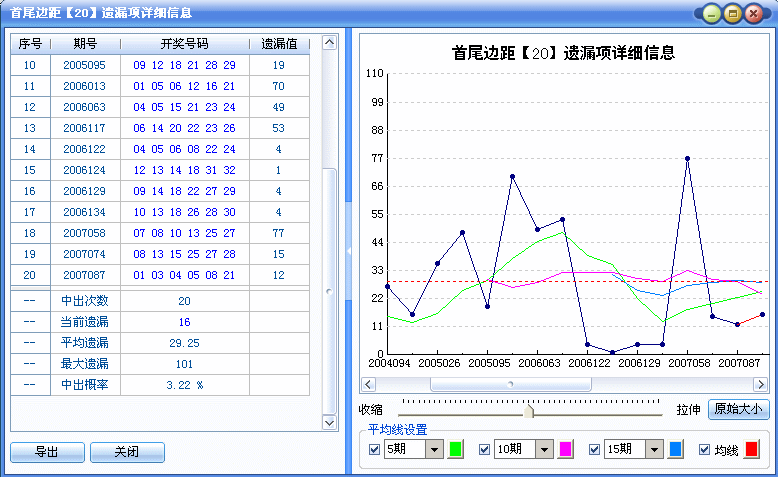 首尾边距【20】遗漏项详细信息
序号 期号 开奖号码 遗漏值
10 2005095 09 12 18 21 28 29 19
11 2006013 01 05 06 12 16 21 70
12 2006063 04 05 15 21 23 24 49
13 2006117 06 14 20 22 23 26 53
14 2006122 04 05 06 08 22 24 4
15 2006124 12 13 14 18 31 32 1
16 2006129 09 14 18 22 27 29 4
17 2006134 10 13 18 26 28 30 4
18 2007058 07 08 10 13 25 27 77
19 2007074 08 13 15 25 27 28 15
20 2007087 01 03 04 05 08 21 12
-- 中出次数 20
-- 当前遗漏 16
-- 平均遗漏 29.25
-- 最大遗漏 101
-- 中出概率 3.22 %
导出 关闭
首尾边距【20】遗漏项详细信息
110
99
88
77
66
55
44
33
22
11
0
2004094 2005026 2005095 2006063 2006122 2006129 2007058 2007087
收缩 拉伸 原始大小
平均线设置
5期 10期 15期 均线